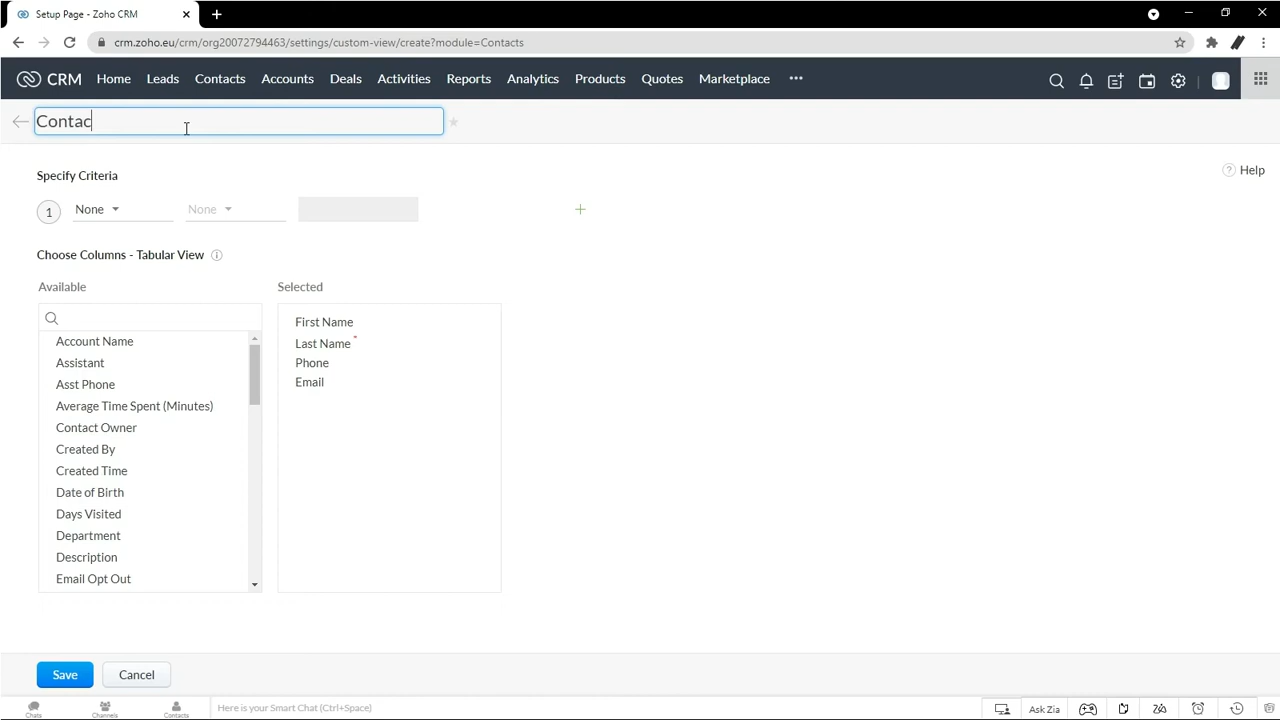 Setup Page - Zoho CRM
crm.zoho.eu/crm/org20072794463/settings/custom-view/create?module=Contacts
CRM Home Leads Contacts Accounts Deals Activities Reports Analytics Products Quotes Marketplace
Contac
Specify Criteria
Help
1 None None
Choose Columns - Tabular View
Available Selected
Account Name
Assistant
Asst Phone
Average Time Spent (Minutes)
Contact Owner
Created By
Created Time
Date of Birth
Days Visited
Department
Description
Email Opt Out
First Name
Last Name *
Phone
Email
Save Cancel
Chats Channels Contacts Here is your Smart Chat (Ctrl+Space) Ask Zia